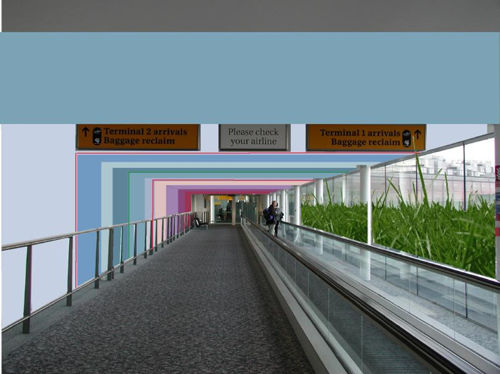 Terminal 2 arrivals
Baggage reclaim
Please check
your airline
Terminal 1 arrivals
Baggage reclaim